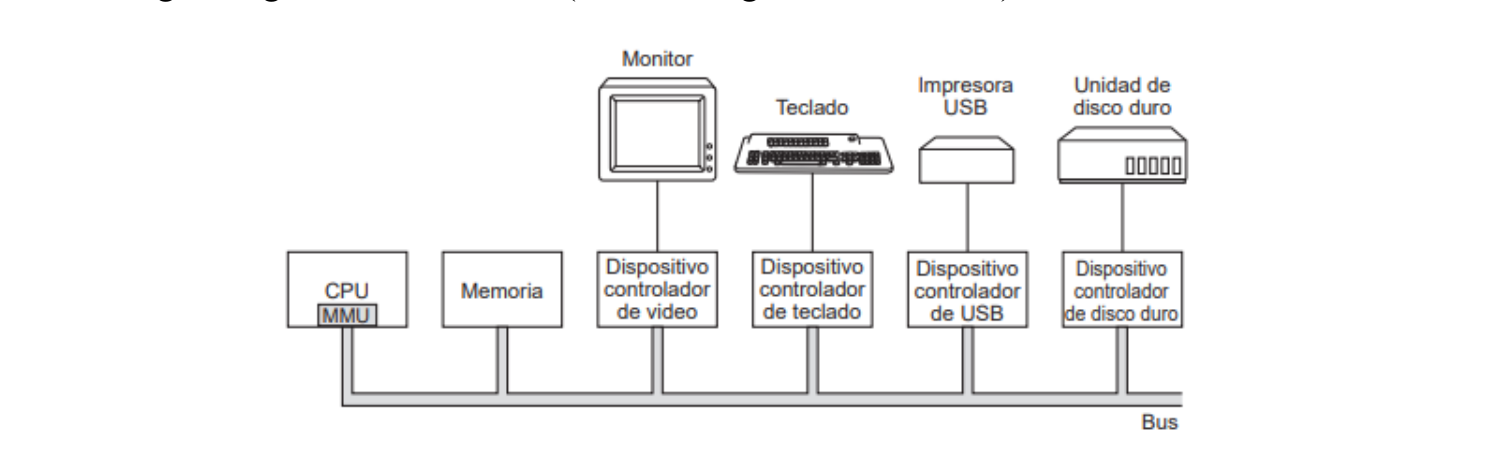 Monitor
Teclado
Impresora
USB
Unidad de
disco duro
CPU
MMU
Memoria
Dispositivo
controlador
de video
Dispositivo
controlador
de teclado
Dispositivo
controlador
de USB
Dispositivo
controlador
de disco duro
Bus